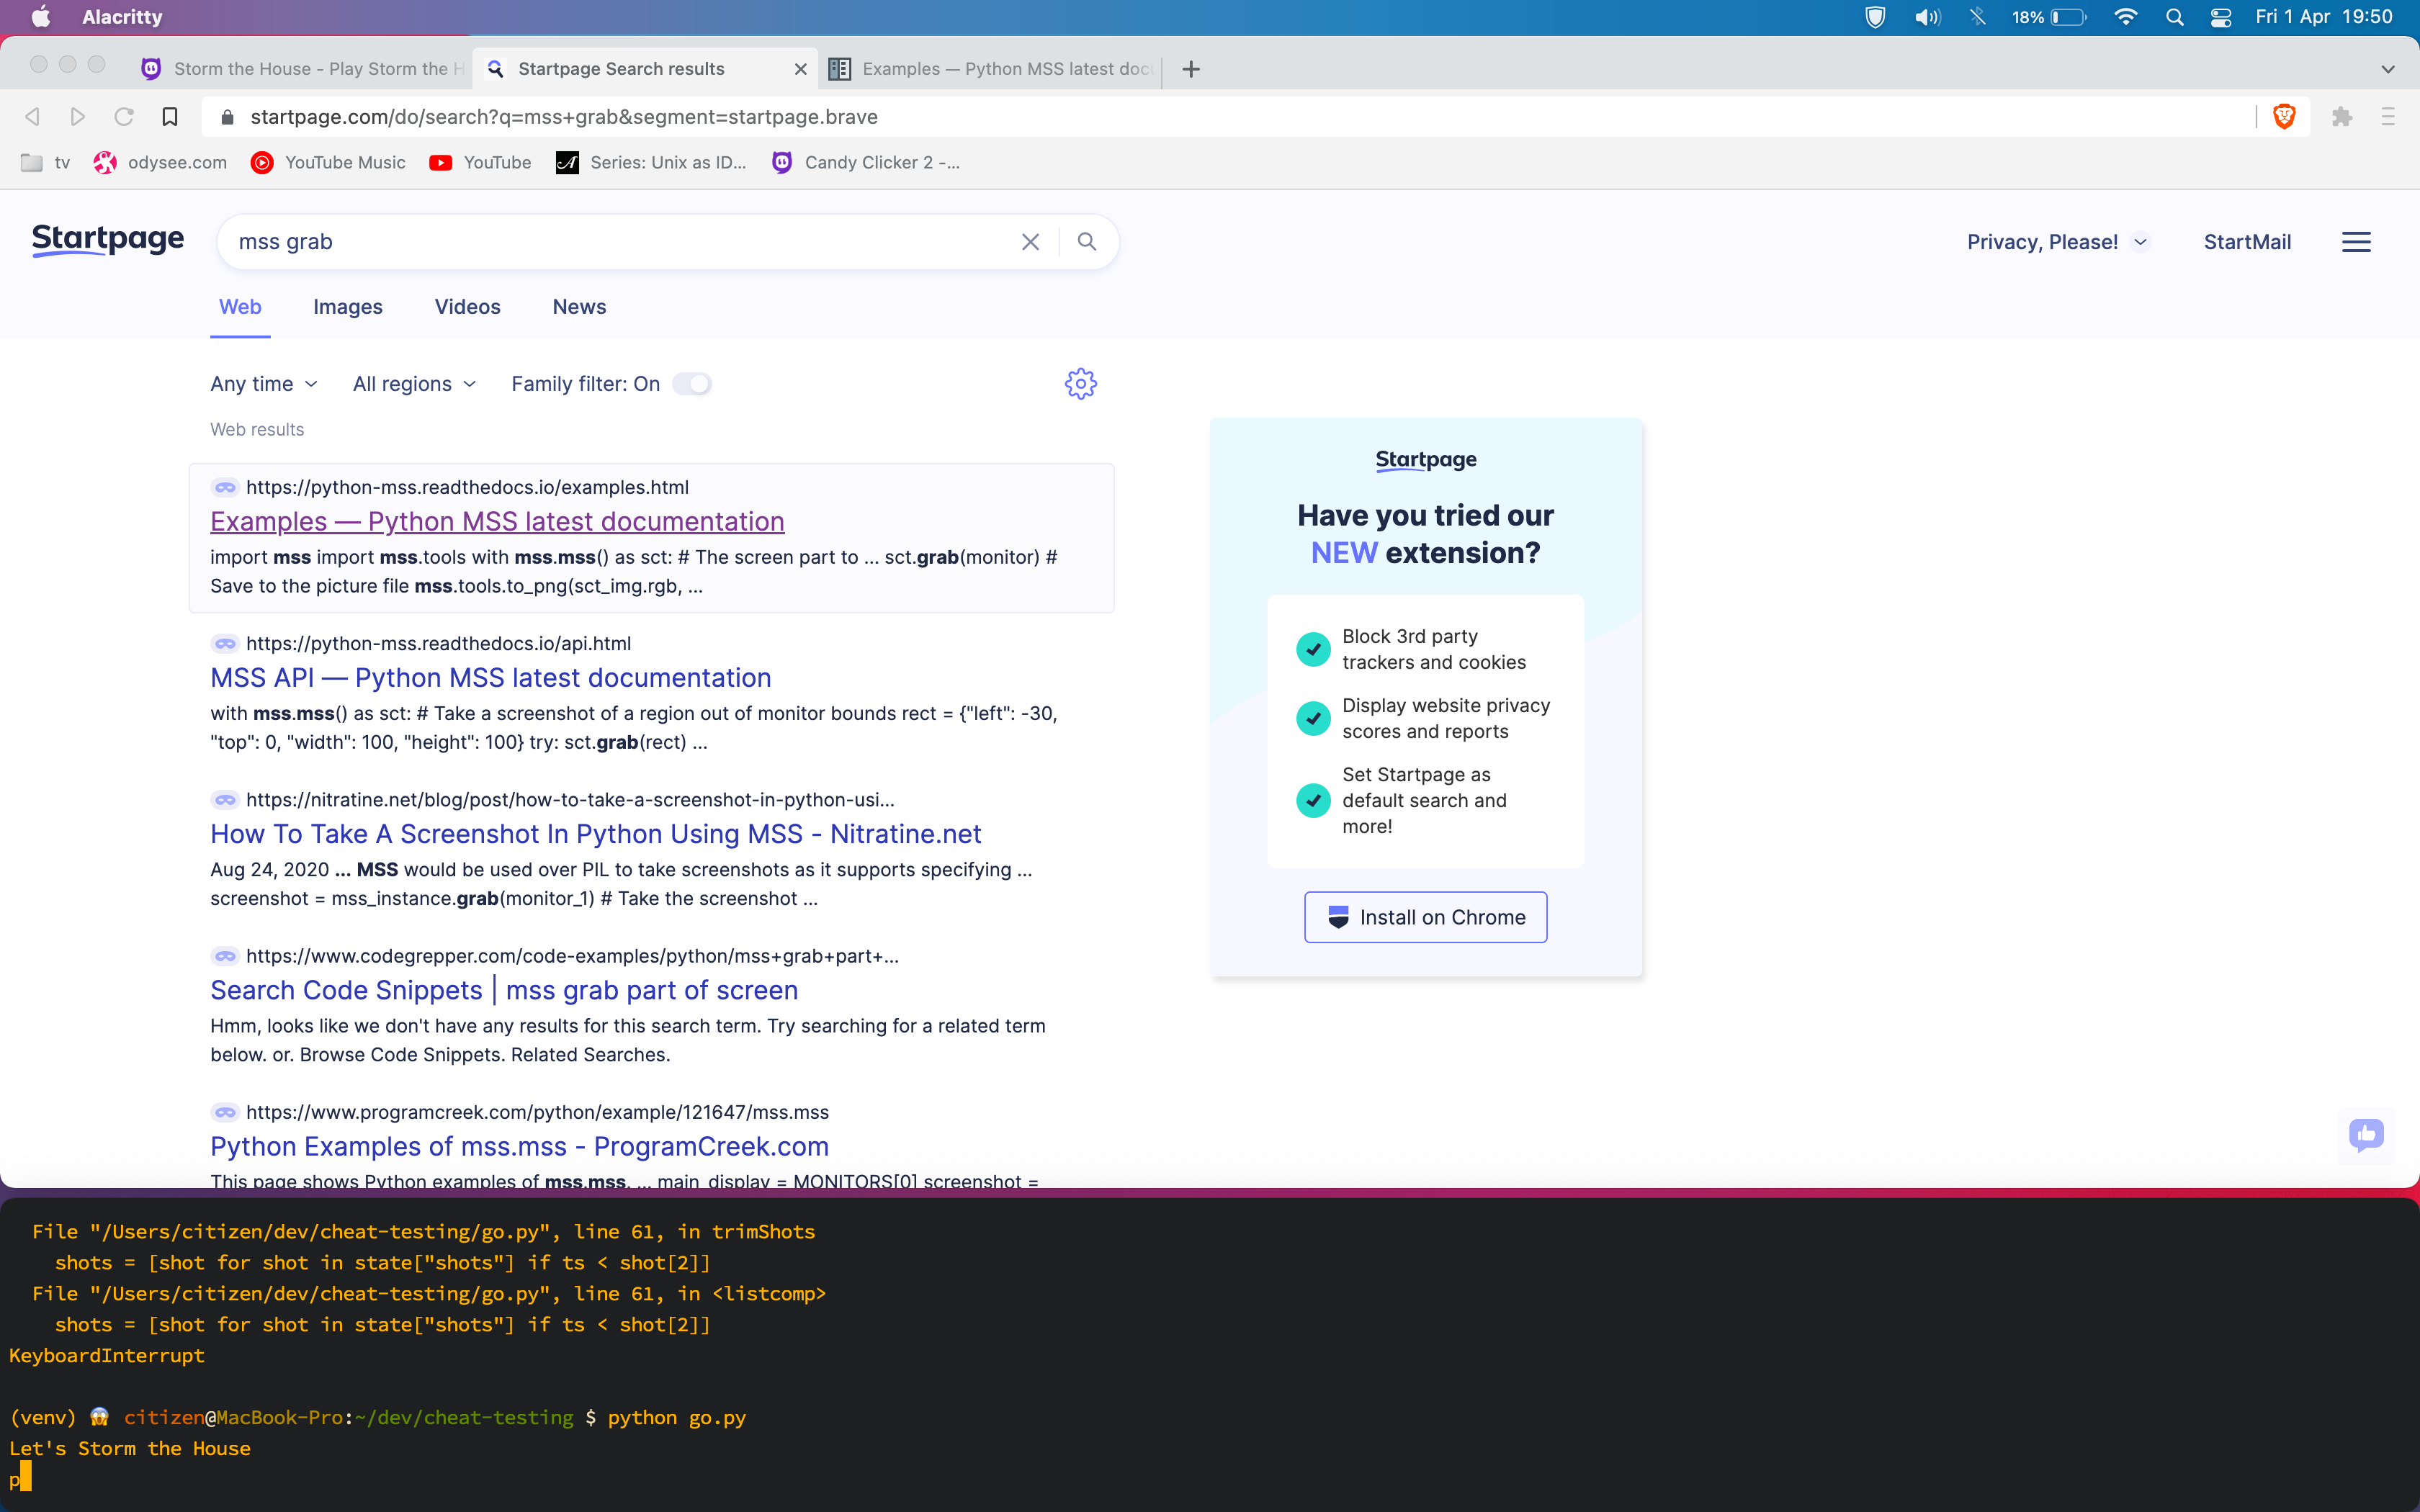 Alacritty
18%
Fri 1 Apr 19:50
Storm the House - Play Storm the H
Startpage Search results
Examples — Python MSS latest doc
startpage.com/do/search?q=mss+grab&segment=startpage.brave
tv
odysee.com
YouTube Music
YouTube
Series: Unix as ID...
Candy Clicker 2 -...
Startpage
mss grab
Privacy, Please!
StartMail
Web
Images
Videos
News
Any time
All regions
Family filter: On
Web results
https://python-mss.readthedocs.io/examples.html
Examples — Python MSS latest documentation
import mss import mss.tools with mss.mss() as sct: # The screen part to ... sct.grab(monitor) #
Save to the picture file mss.tools.to_png(sct_img.rgb, ...
https://python-mss.readthedocs.io/api.html
MSS API — Python MSS latest documentation
with mss.mss() as sct: # Take a screenshot of a region out of monitor bounds rect = {"left": -30,
"top": 0, "width": 100, "height": 100} try: sct.grab(rect) ...
https://nitratine.net/blog/post/how-to-take-a-screenshot-in-python-usi...
How To Take A Screenshot In Python Using MSS - Nitratine.net
Aug 24, 2020 ... MSS would be used over PIL to take screenshots as it supports specifying ...
screenshot = mss_instance.grab(monitor_1) # Take the screenshot ...
https://www.codegrepper.com/code-examples/python/mss+grab+part+...
Search Code Snippets | mss grab part of screen
Hmm, looks like we don't have any results for this search term. Try searching for a related term
below. or. Browse Code Snippets. Related Searches.
https://www.programcreek.com/python/example/121647/mss.mss
Python Examples of mss.mss - ProgramCreek.com
This page shows Python examples of mss.mss. ... main_display = MONITORS[0] screenshot =
Startpage
Have you tried our
NEW extension?
Block 3rd party
trackers and cookies
Display website privacy
scores and reports
Set Startpage as
default search and
more!
Install on Chrome
File "/Users/citizen/dev/cheat-testing/go.py", line 61, in trimShots
shots = [shot for shot in state["shots"] if ts < shot[2]]
File "/Users/citizen/dev/cheat-testing/go.py", line 61, in <listcomp>
shots = [shot for shot in state["shots"] if ts < shot[2]]
KeyboardInterrupt
(venv) 😱 citizen@MacBook-Pro:~/dev/cheat-testing $ python go.py
Let's Storm the House
p